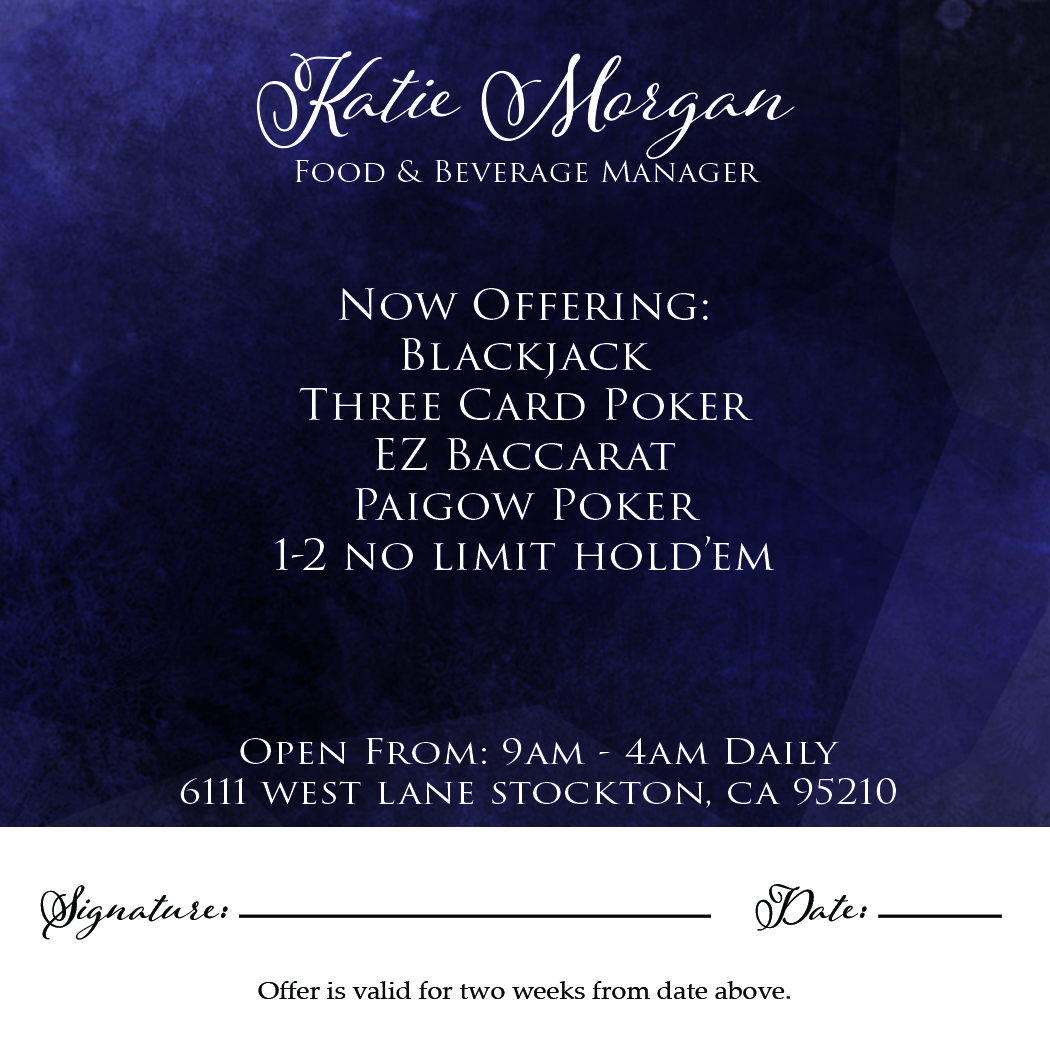 Katie Morgan
Food & Beverage Manager
Now Offering:
Blackjack
Three Card Poker
EZ Baccarat
Paigow Poker
1-2 no limit hold’em
Open From: 9am - 4am Daily
6111 west lane stockton, ca 95210
Signature: Date:
Offer is valid for two weeks from date above.